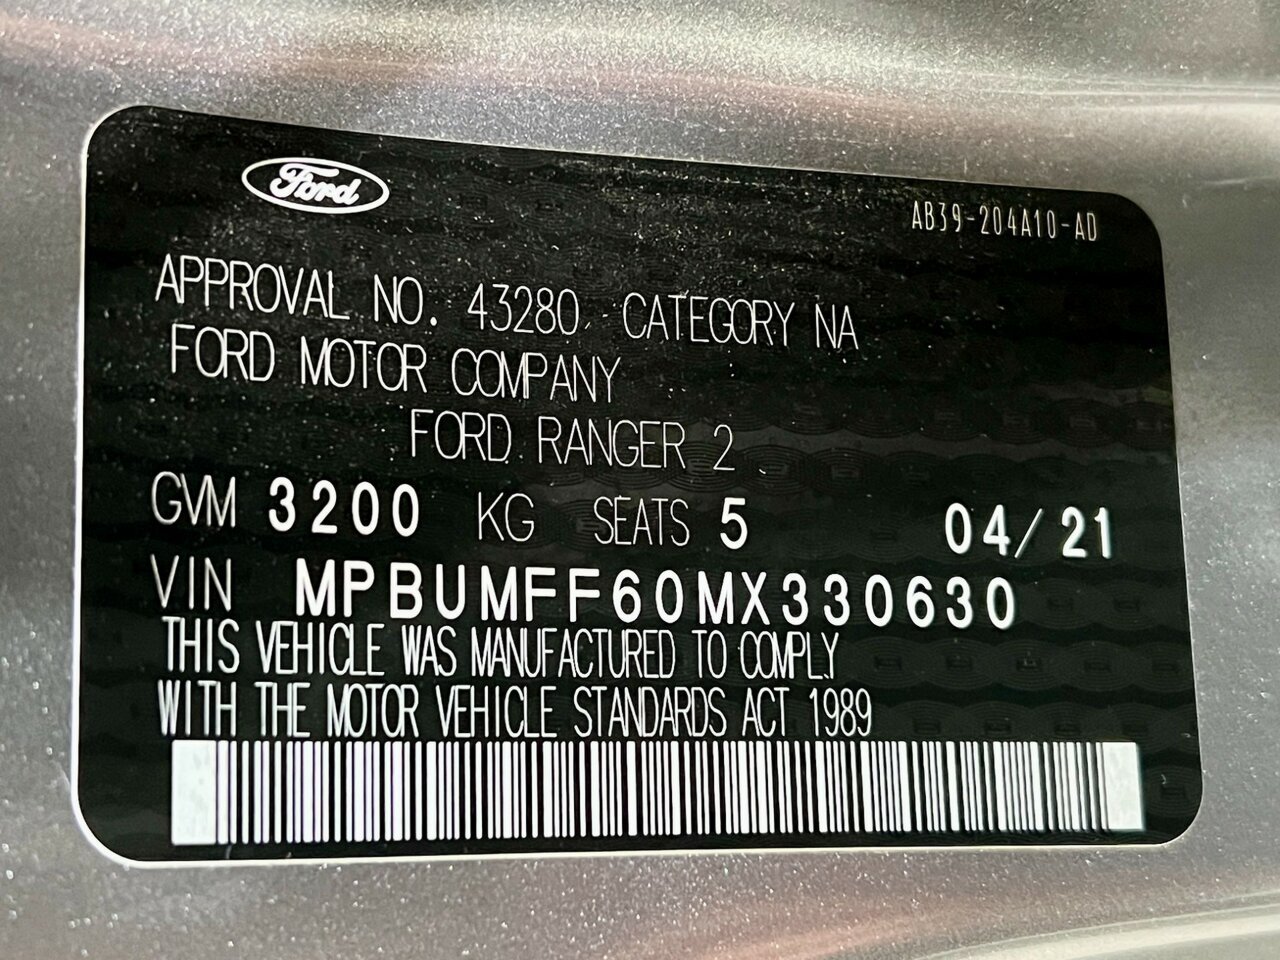 Ford
AB39-204A10-AD
APPROVAL NO. 43280 CATEGORY NA
FORD MOTOR COMPANY
FORD RANGER 2
GVM 3200 KG SEATS 5 04/21
VIN MPBUMFF60MX330630
THIS VEHICLE WAS MANUFACTURED TO COMPLY
WITH THE MOTOR VEHICLE STANDARDS ACT 1989